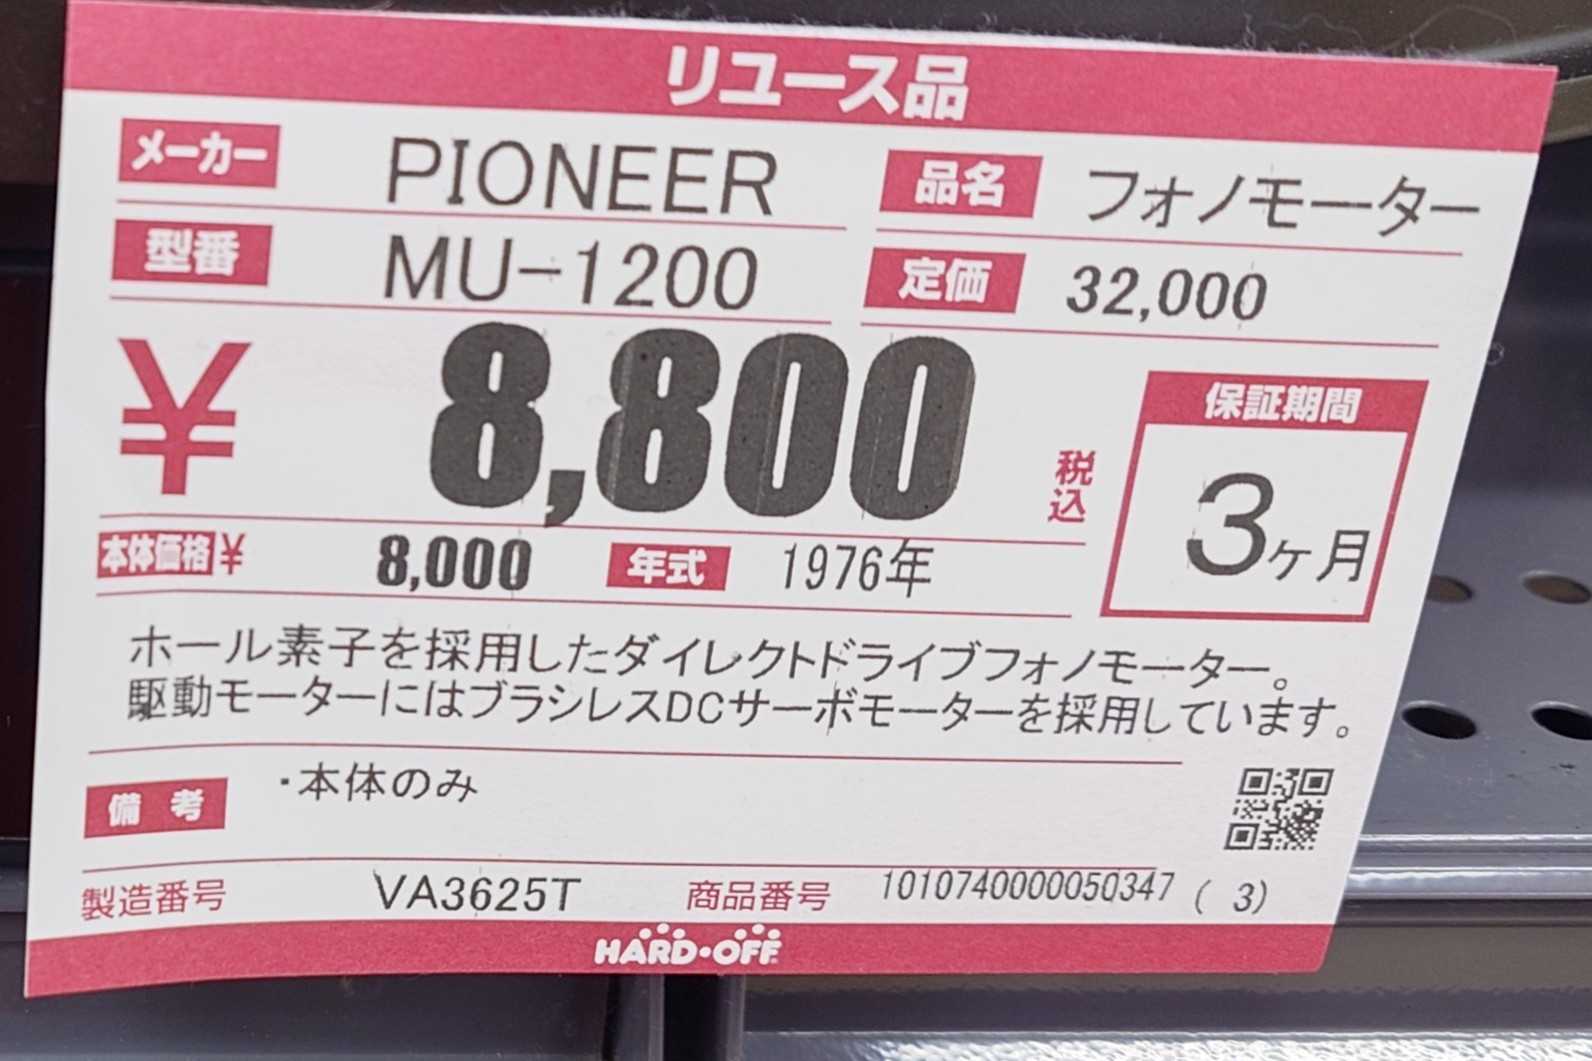 リユース品
メーカー PIONEER 品名 フォノモーター
型番 MU-1200 定価 32,000
¥ 8,800 税込
保証期間
3ヶ月
本体価格¥ 8,000 年式 1976年
ホール素子を採用したダイレクトドライブフォノモーター。
駆動モーターにはブラシレスDCサーボモーターを採用しています。
備考 ・本体のみ
製造番号 VA3625T 商品番号 1010740000050347 ( 3)
HARD・OFF